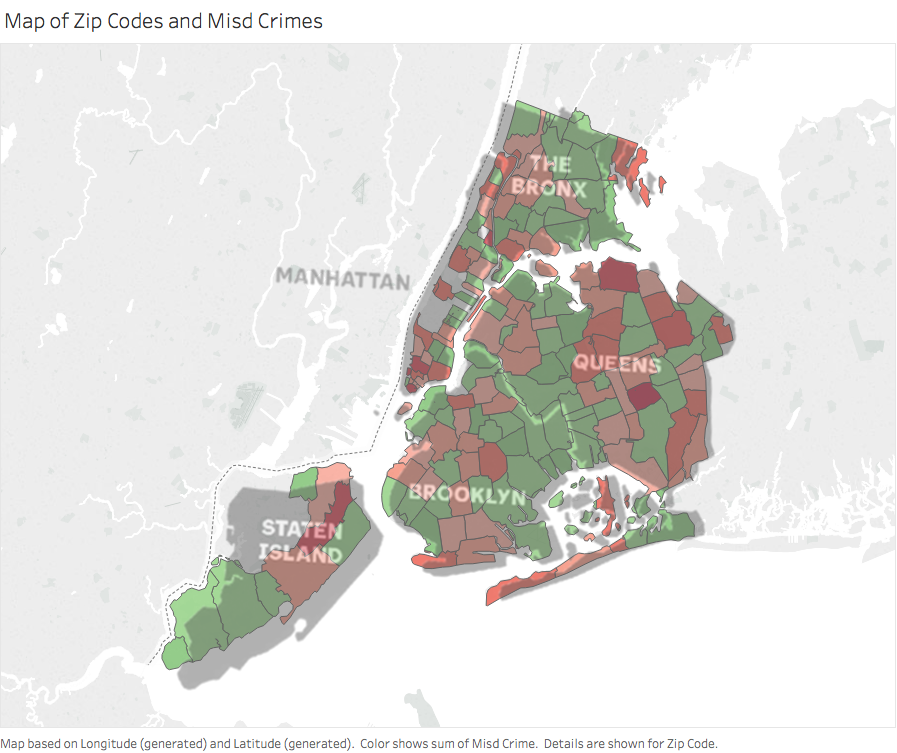 Map of Zip Codes and Misd Crimes
THE
BRONX
MANHATTAN
QUEENS
BROOKLYN
STATEN
ISLAND
Map based on Longitude (generated) and Latitude (generated). Color shows sum of Misd Crime. Details are shown for Zip Code.